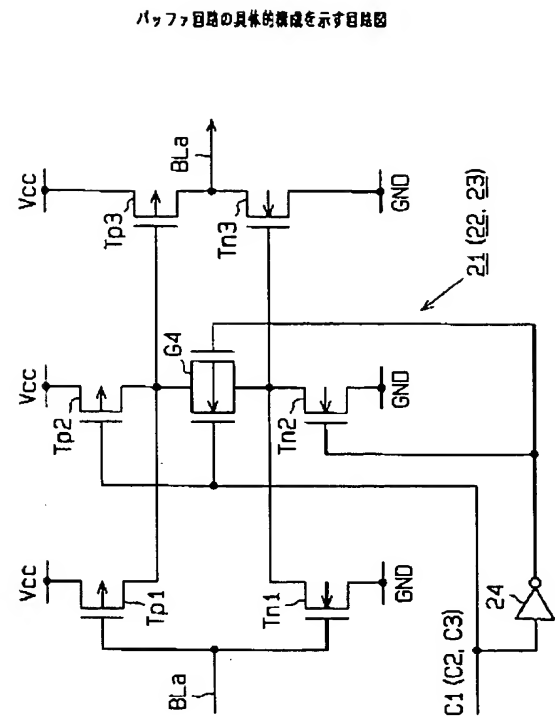 バッファ回路の具体的構成を示す回路図
Vcc
Vcc
Vcc
Tp1
Tp2
Tp3
G4
BLa
BLa
Tn1
Tn2
Tn3
GND
GND
GND
21 (22, 23)
C1 (C2, C3)
24